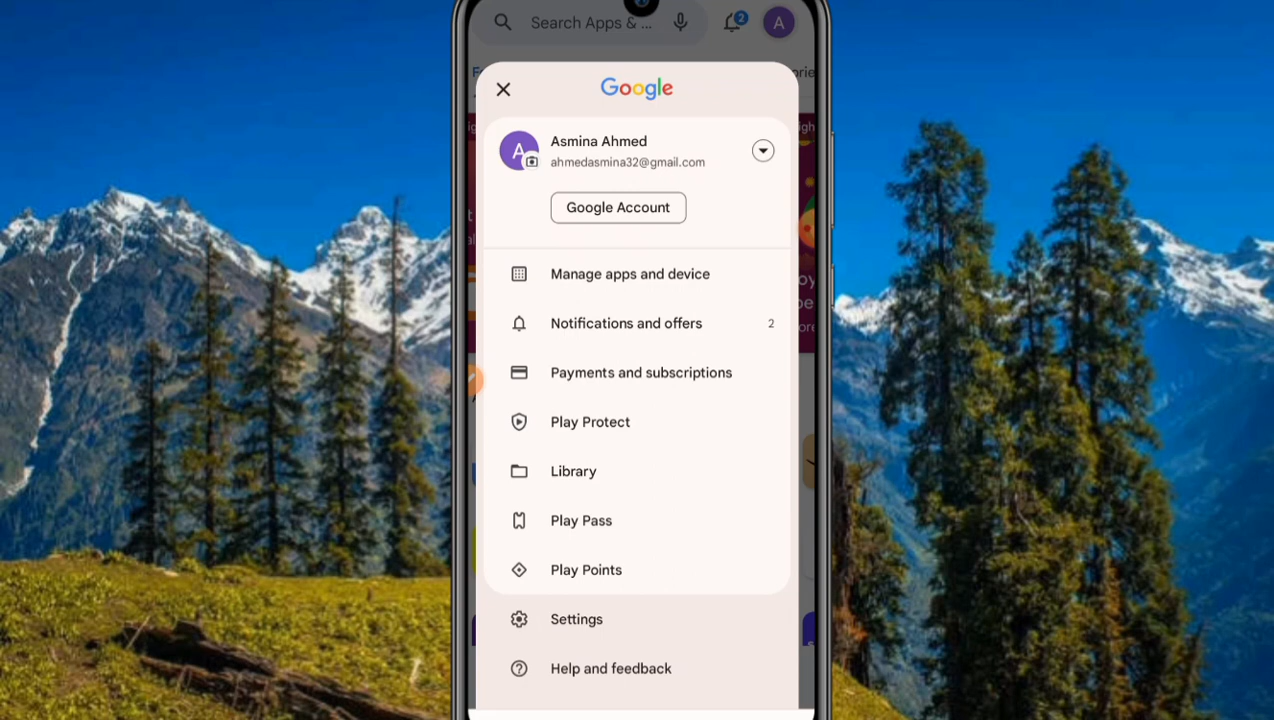 Search Apps & ...
2
A
Google
A
Asmina Ahmed
ahmedasmina32@gmail.com
Google Account
Manage apps and device
Notifications and offers 2
Payments and subscriptions
Play Protect
Library
Play Pass
Play Points
Settings
Help and feedback